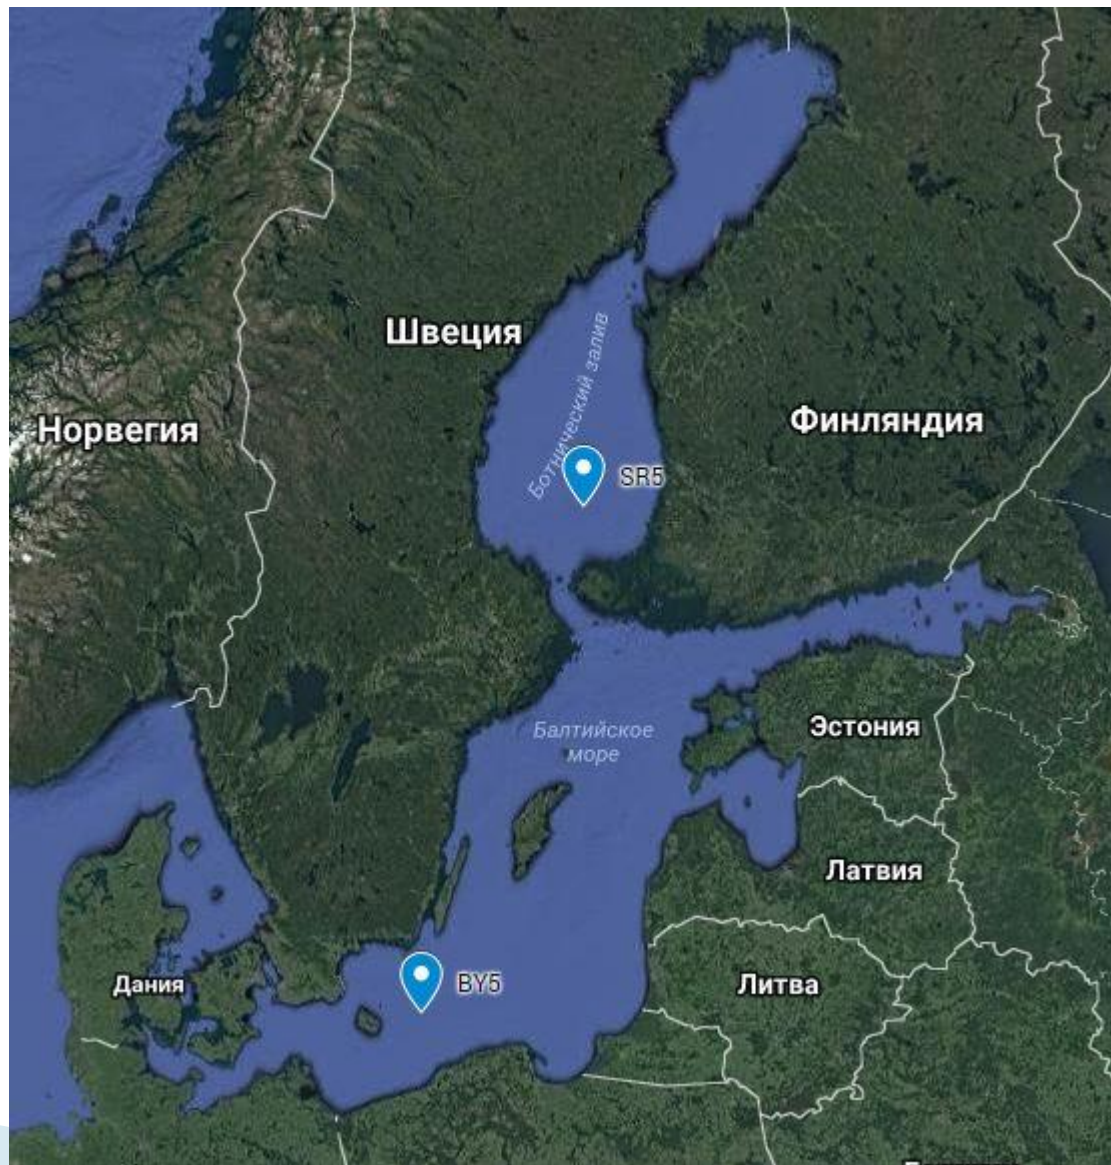 Швеция
Ботнический залив
Норвегия
Финляндия
SR5
Балтийское
море
Эстония
Латвия
Дания
BY5
Литва